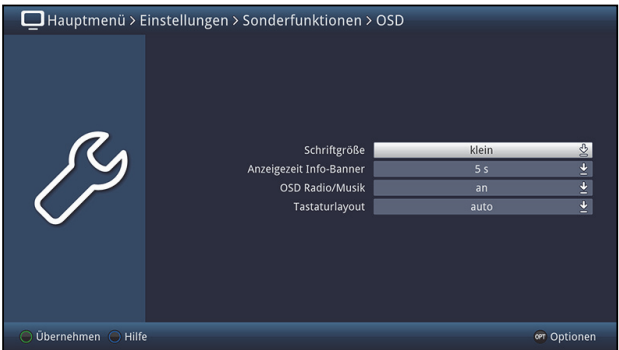 Hauptmenü > Einstellungen > Sonderfunktionen > OSD
Schriftgröße klein
Anzeigezeit Info-Banner 5 s
OSD Radio/Musik an
Tastaturlayout auto
Übernehmen Hilfe OPT Optionen